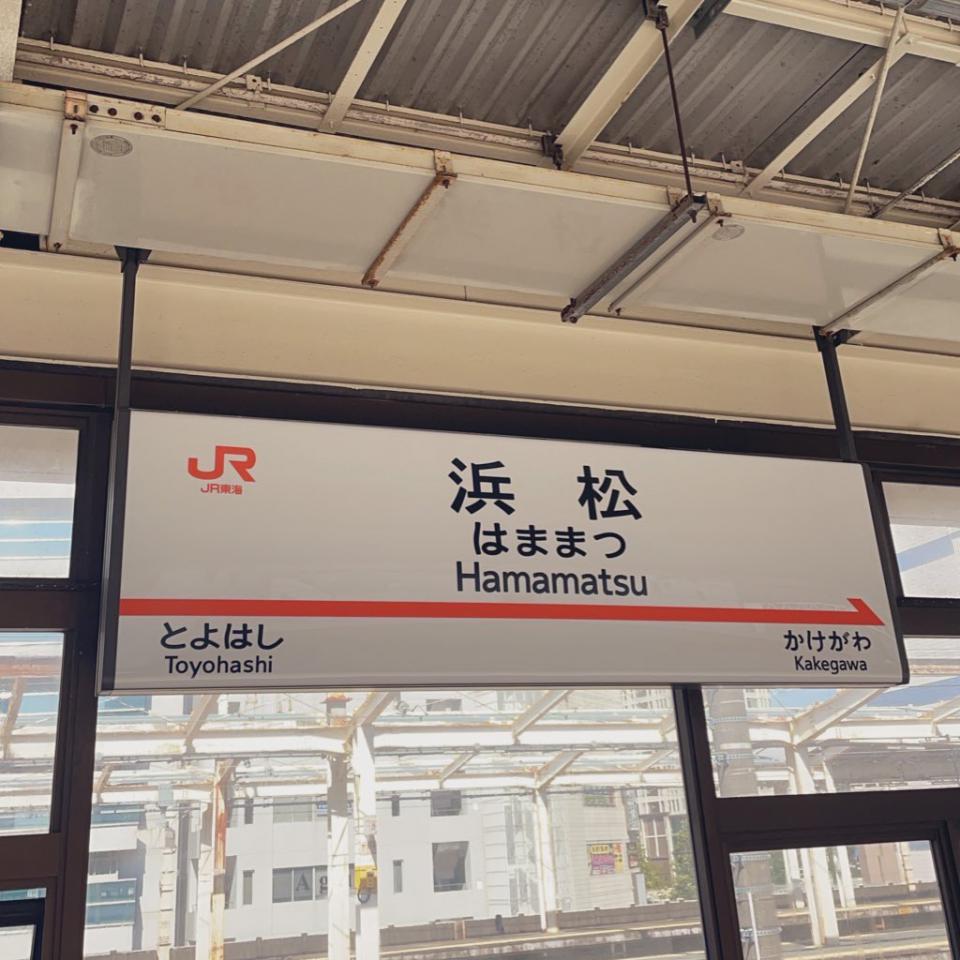 JR
JR東海
浜 松
はままつ
Hamamatsu
とよはし
Toyohashi
かけがわ
Kakegawa